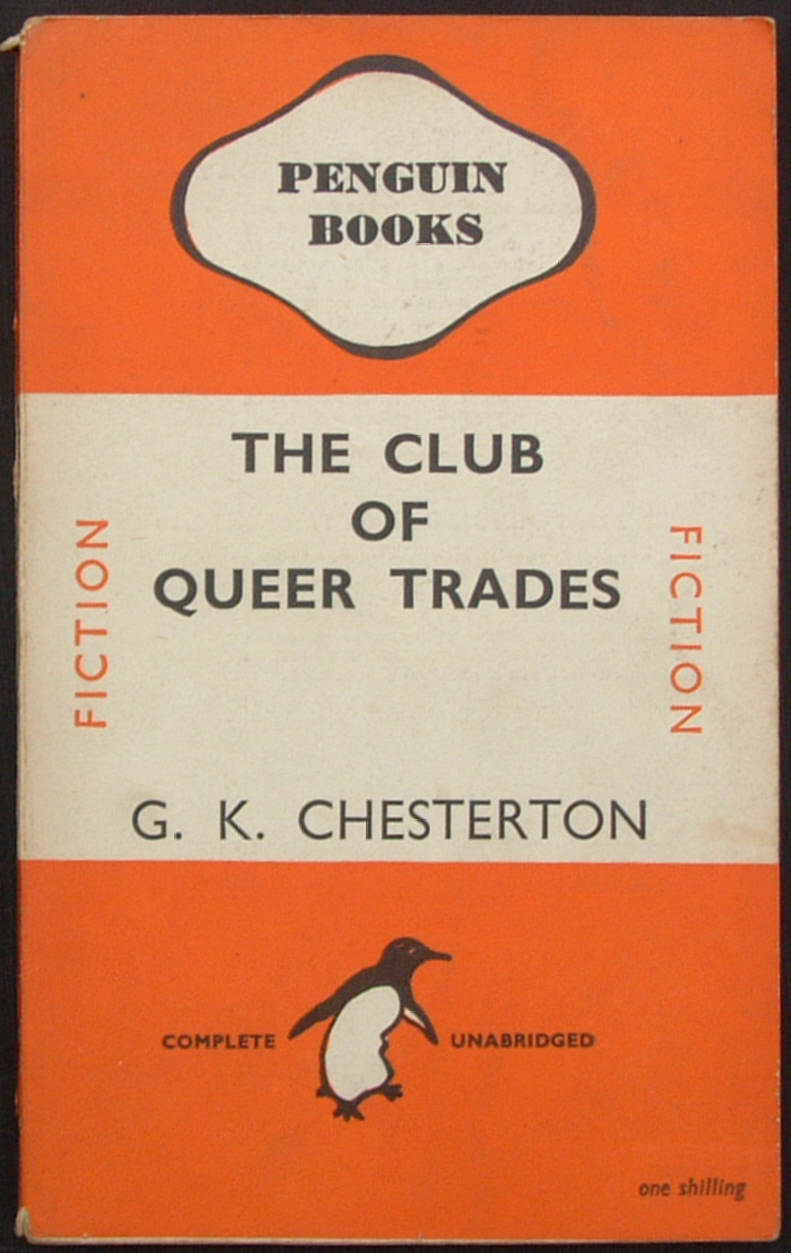 PENGUIN
BOOKS
THE CLUB
OF
QUEER TRADES
FICTION
FICTION
G. K. CHESTERTON
COMPLETE UNABRIDGED
one shilling